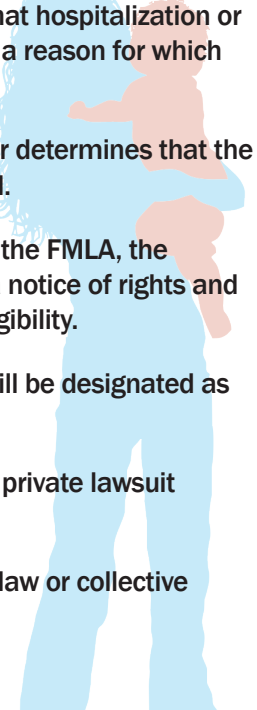 hat hospitalization or
a reason for which
r determines that the
d.
the FMLA, the
notice of rights and
gibility.
ill be designated as
private lawsuit
law or collective